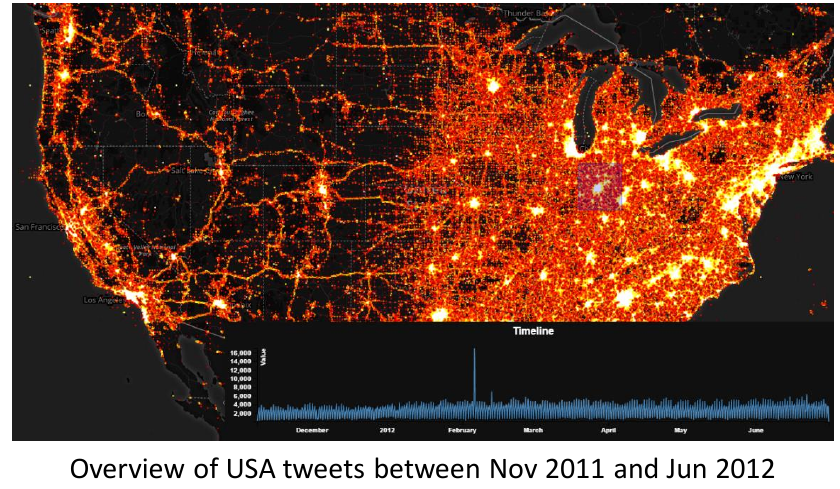 Thunder Bay
Salt Lake
New York
San Francisco
Los Angeles
Timeline
Value
16,000
14,000
12,000
10,000
8,000
6,000
4,000
2,000
December 2012 February March April May June
Overview of USA tweets between Nov 2011 and Jun 2012